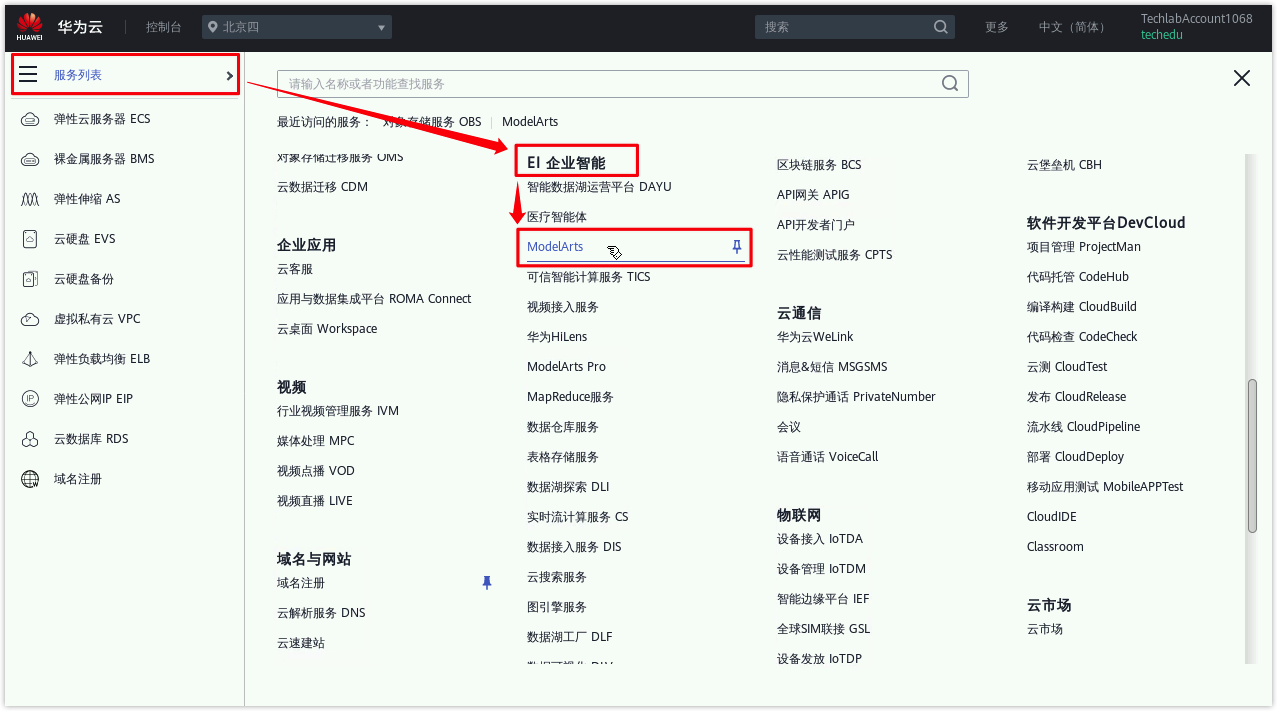 HUAWEI
华为云
控制台
北京四
搜索
更多
中文（简体）
TechlabAccount1068
techedu
服务列表
弹性云服务器 ECS
裸金属服务器 BMS
弹性伸缩 AS
云硬盘 EVS
云硬盘备份
虚拟私有云 VPC
弹性负载均衡 ELB
弹性公网IP EIP
云数据库 RDS
域名注册
请输入名称或者功能查找服务
最近访问的服务： 对象存储服务 OBS | ModelArts
对象存储迁移服务 OMS
云数据迁移 CDM
企业应用
云客服
应用与数据集成平台 ROMA Connect
云桌面 Workspace
视频
行业视频管理服务 IVM
媒体处理 MPC
视频点播 VOD
视频直播 LIVE
域名与网站
域名注册
云解析服务 DNS
云速建站
EI 企业智能
智能数据湖运营平台 DAYU
医疗智能体
ModelArts
可信智能计算服务 TICS
视频接入服务
华为HiLens
ModelArts Pro
MapReduce服务
数据仓库服务
表格存储服务
数据湖探索 DLI
实时流计算服务 CS
数据接入服务 DIS
云搜索服务
图引擎服务
数据湖工厂 DLF
数据可视化 DLV
区块链服务 BCS
API网关 APIG
API开发者门户
云性能测试服务 CPTS
云通信
华为云WeLink
消息&短信 MSGSMS
隐私保护通话 PrivateNumber
会议
语音通话 VoiceCall
物联网
设备接入 IoTDA
设备管理 IoTDM
智能边缘平台 IEF
全球SIM联接 GSL
设备发放 IoTDP
云堡垒机 CBH
软件开发平台DevCloud
项目管理 ProjectMan
代码托管 CodeHub
编译构建 CloudBuild
代码检查 CodeCheck
云测 CloudTest
发布 CloudRelease
流水线 CloudPipeline
部署 CloudDeploy
移动应用测试 MobileAPPTest
CloudIDE
Classroom
云市场
云市场